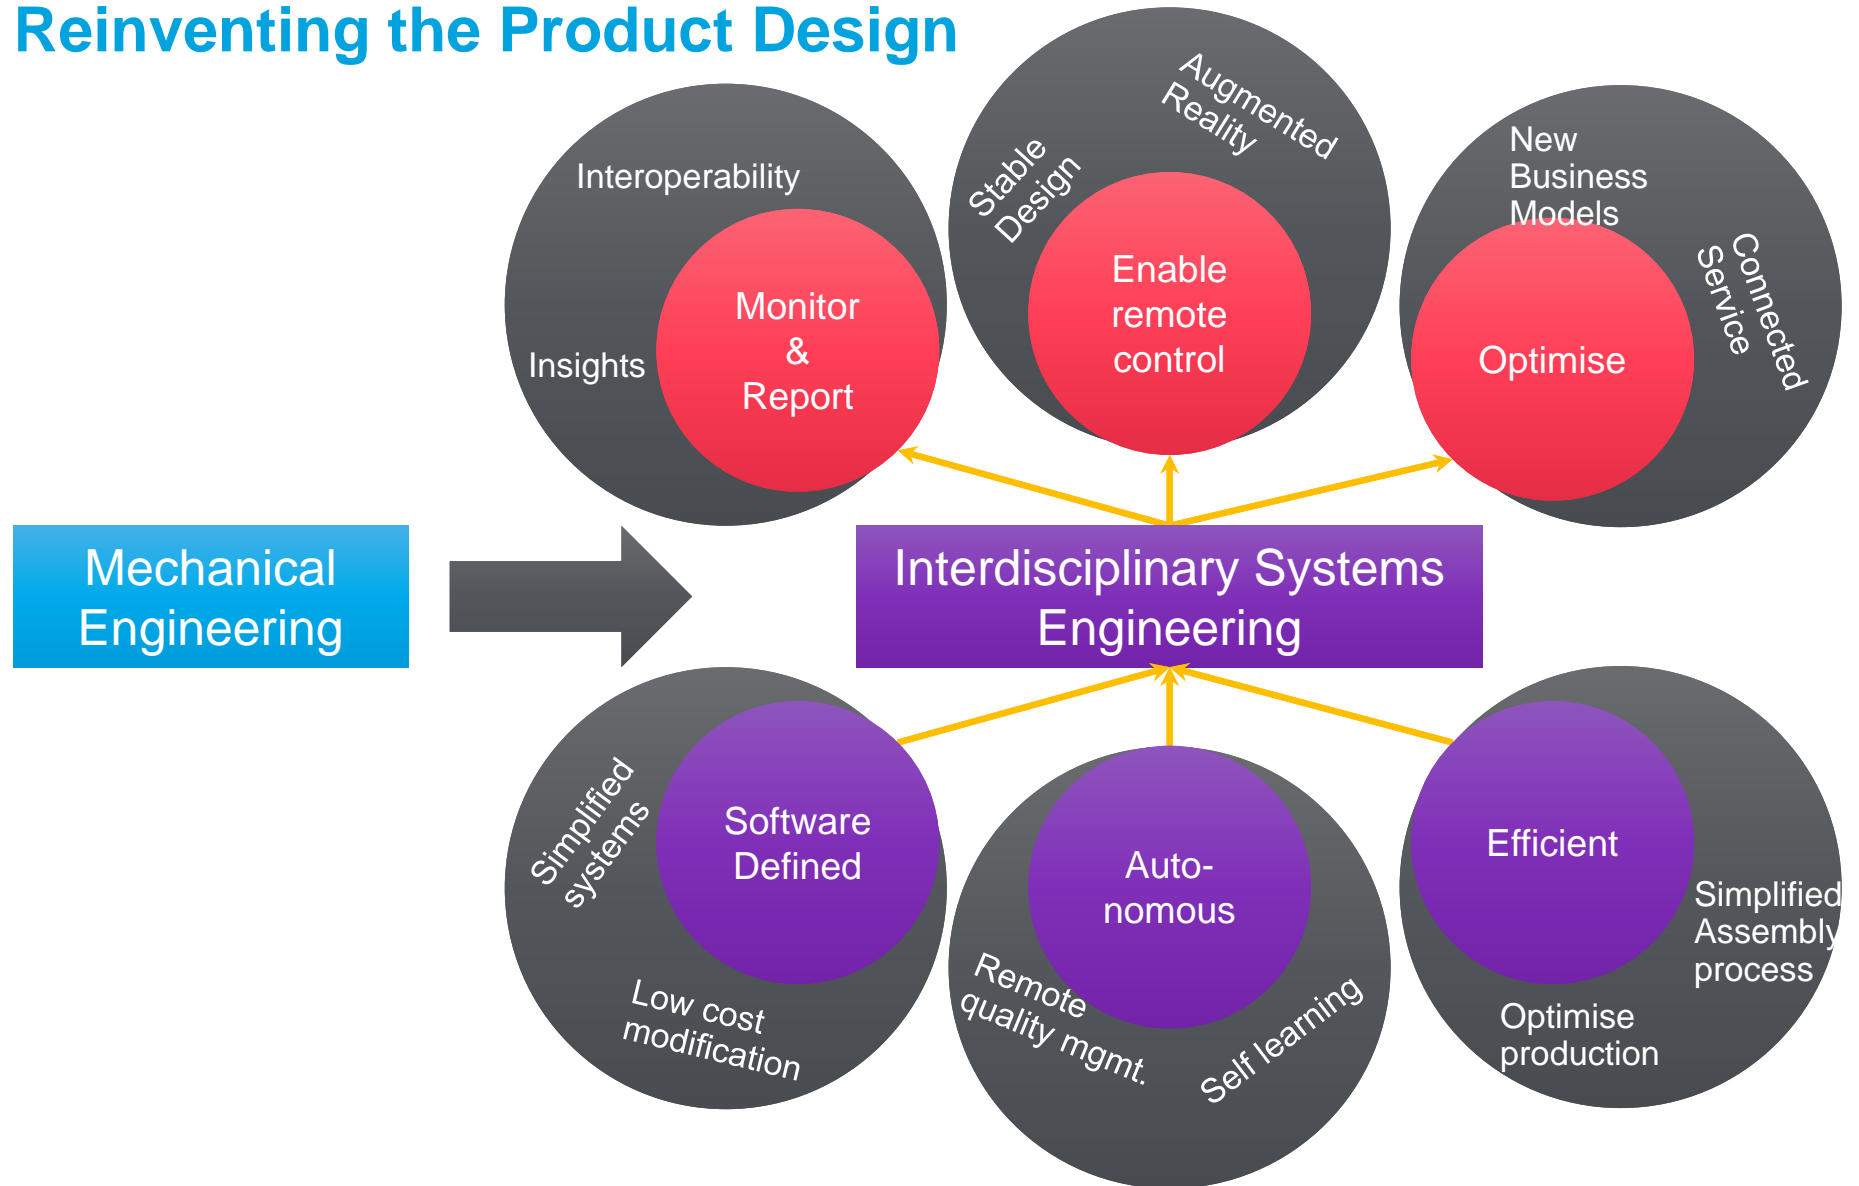 Reinventing the Product Design
Interoperability
Insights
Monitor
&
Report
Stable
Design
Augmented
Reality
Enable
remote
control
New
Business
Models
Connected
Service
Optimise
Mechanical
Engineering
Interdisciplinary Systems
Engineering
Simplified
systems
Software
Defined
Low cost
modification
Auto-
nomous
Remote
quality mgmt.
Self learning
Efficient
Simplified
Assembly
process
Optimise
production